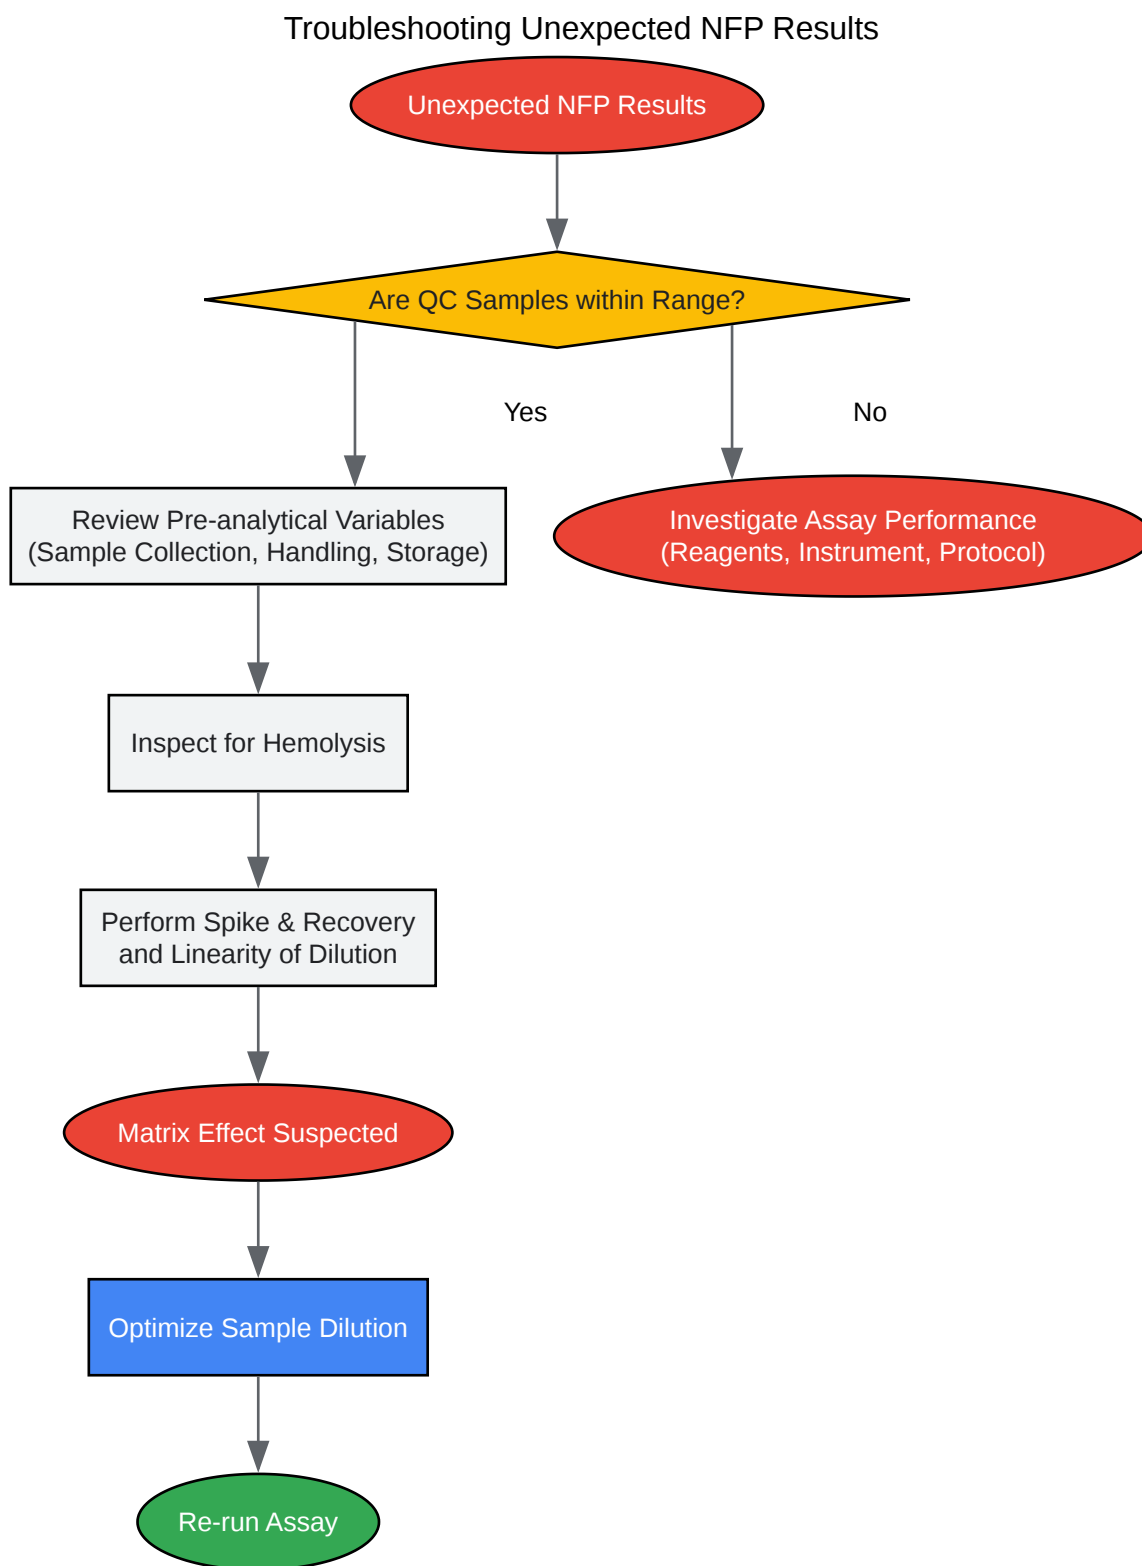 Troubleshooting Unexpected NFP Results
Unexpected NFP Results
Are QC Samples within Range?
Yes
No
Review Pre-analytical Variables
(Sample Collection, Handling, Storage)
Investigate Assay Performance
(Reagents, Instrument, Protocol)
Inspect for Hemolysis
Perform Spike & Recovery
and Linearity of Dilution
Matrix Effect Suspected
Optimize Sample Dilution
Re-run Assay